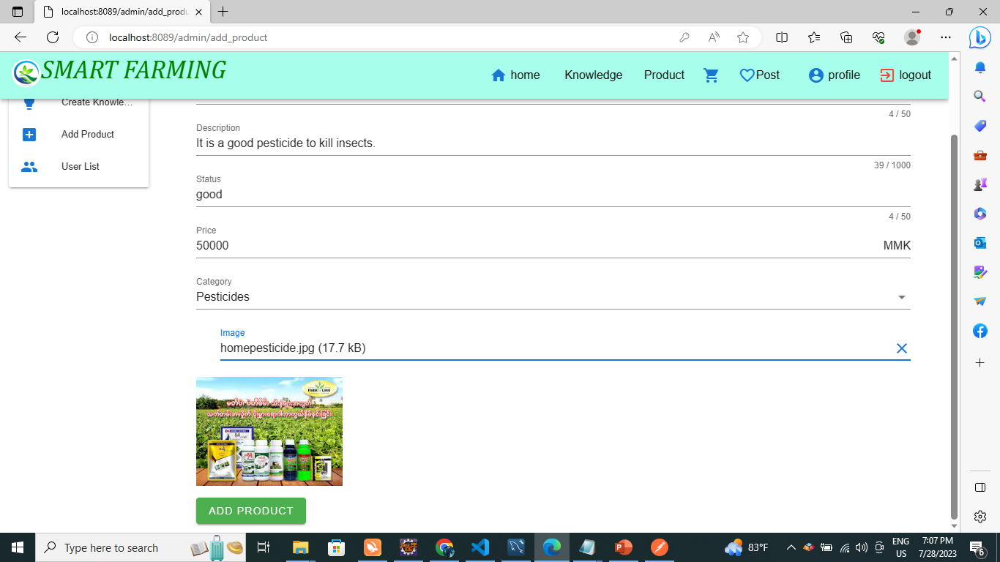 localhost:8089/admin/add_produ
localhost:8089/admin/add_product
SMART FARMING
home
Knowledge
Product
Post
profile
logout
Create Knowle...
Add Product
User List
4 / 50
Description
It is a good pesticide to kill insects.
39 / 1000
Status
good
4 / 50
Price
50000
MMK
Category
Pesticides
Image
homepesticide.jpg (17.7 kB)
FARM LINK
ADD PRODUCT
Type here to search
83°F
ENG
US
7:07 PM
7/28/2023
6